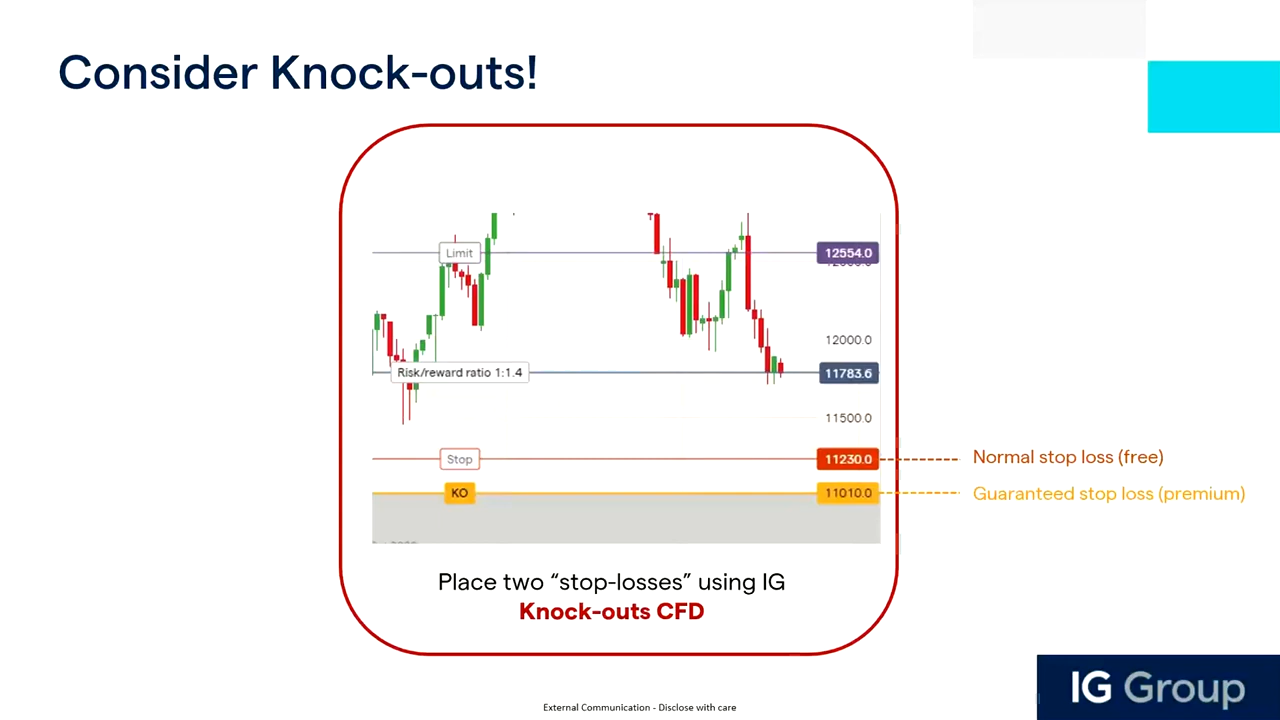 Consider Knock-outs!
Limit
12554.0
12000.0
Risk/reward ratio 1:1.4
11783.6
11500.0
Stop
11230.0
Normal stop loss (free)
KO
11010.0
Guaranteed stop loss (premium)
Place two “stop-losses” using IG
Knock-outs CFD
IG Group
External Communication - Disclose with care